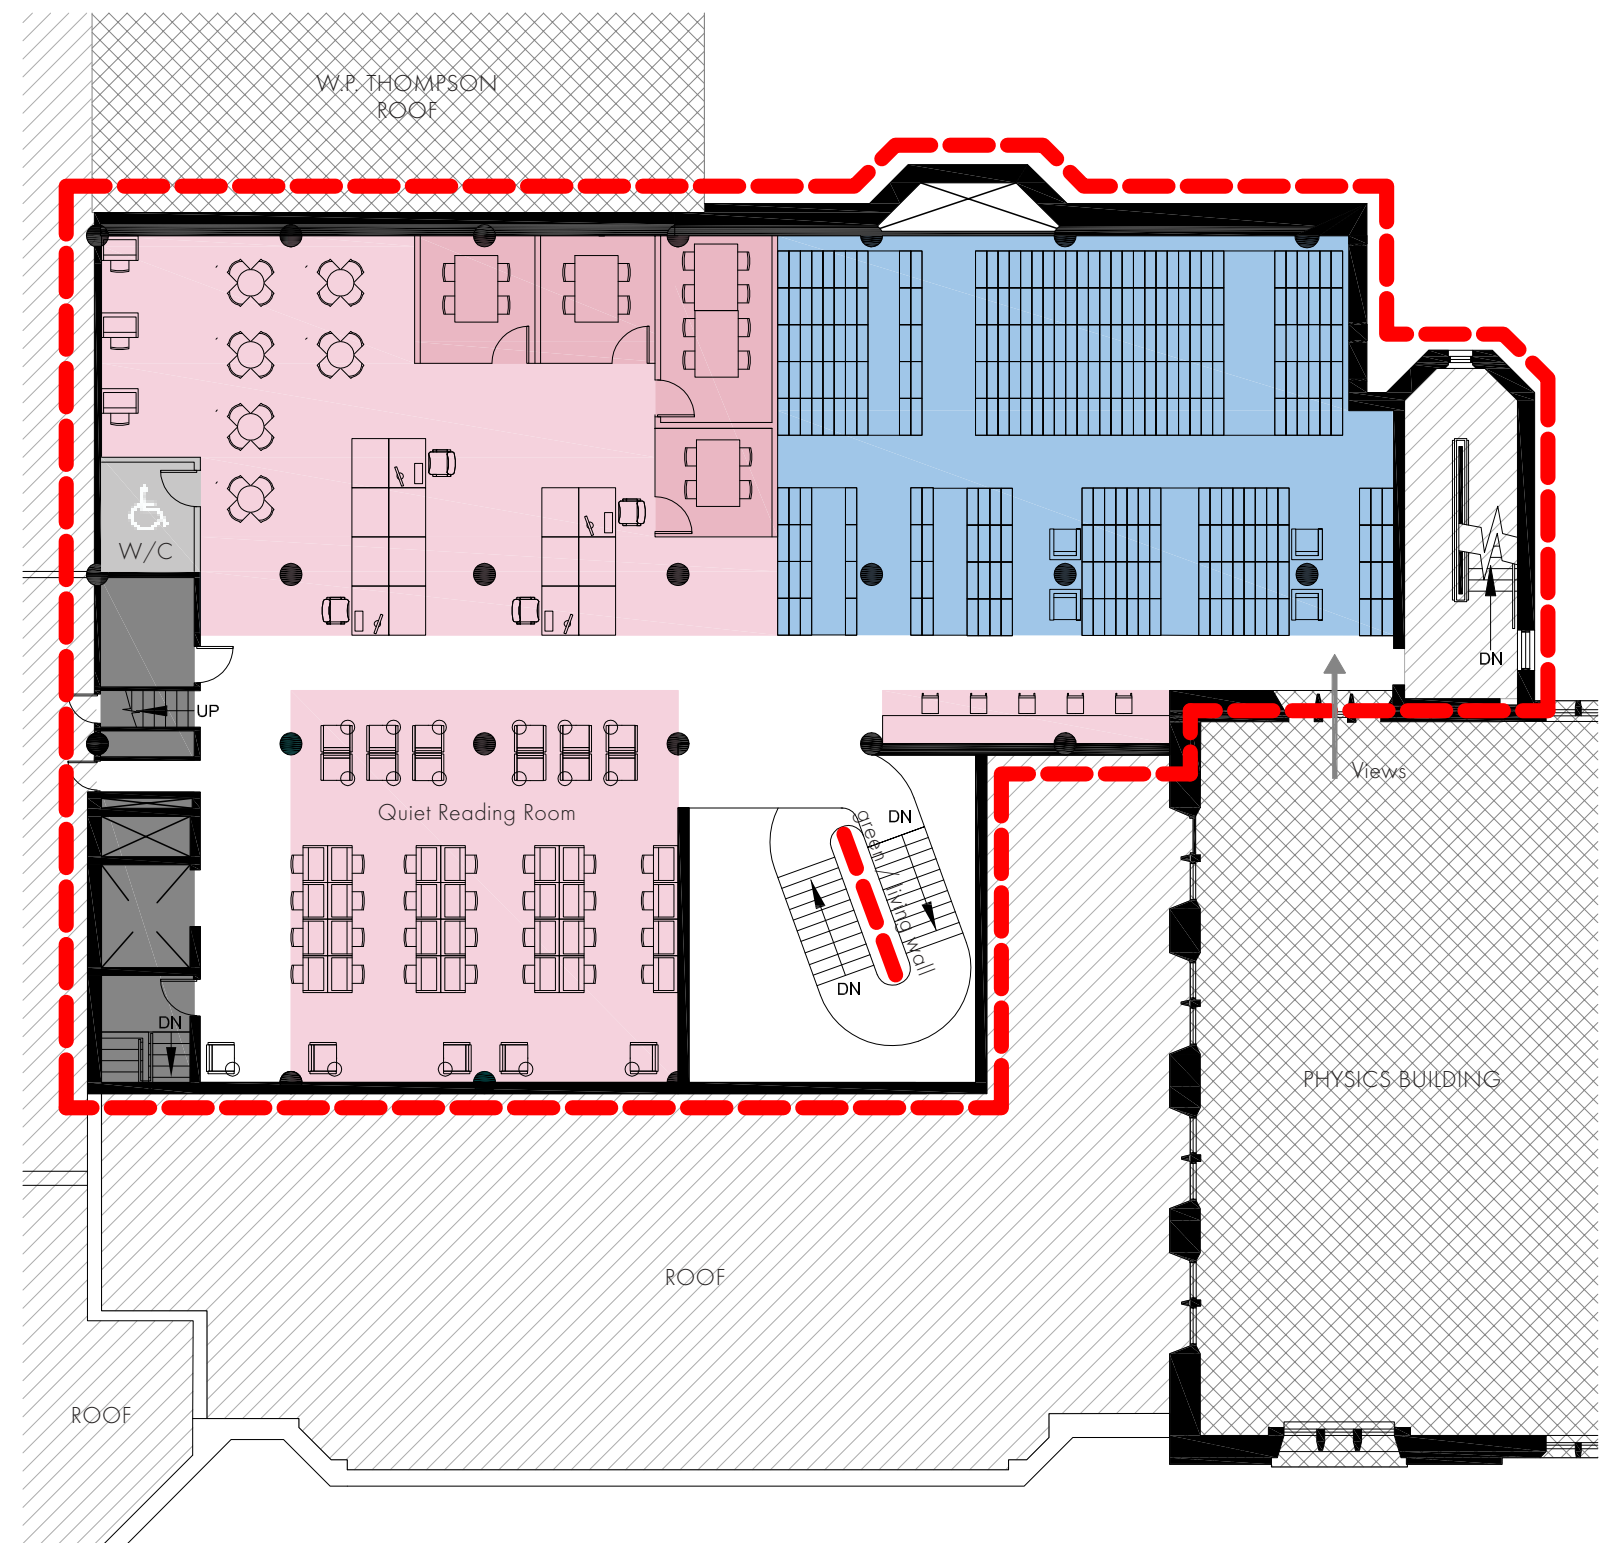 W.P. THOMPSON
ROOF
W/C
UP
DN
Views
Quiet Reading Room
DN
green / living wall
DN
DN
PHYSICS BUILDING
ROOF
ROOF